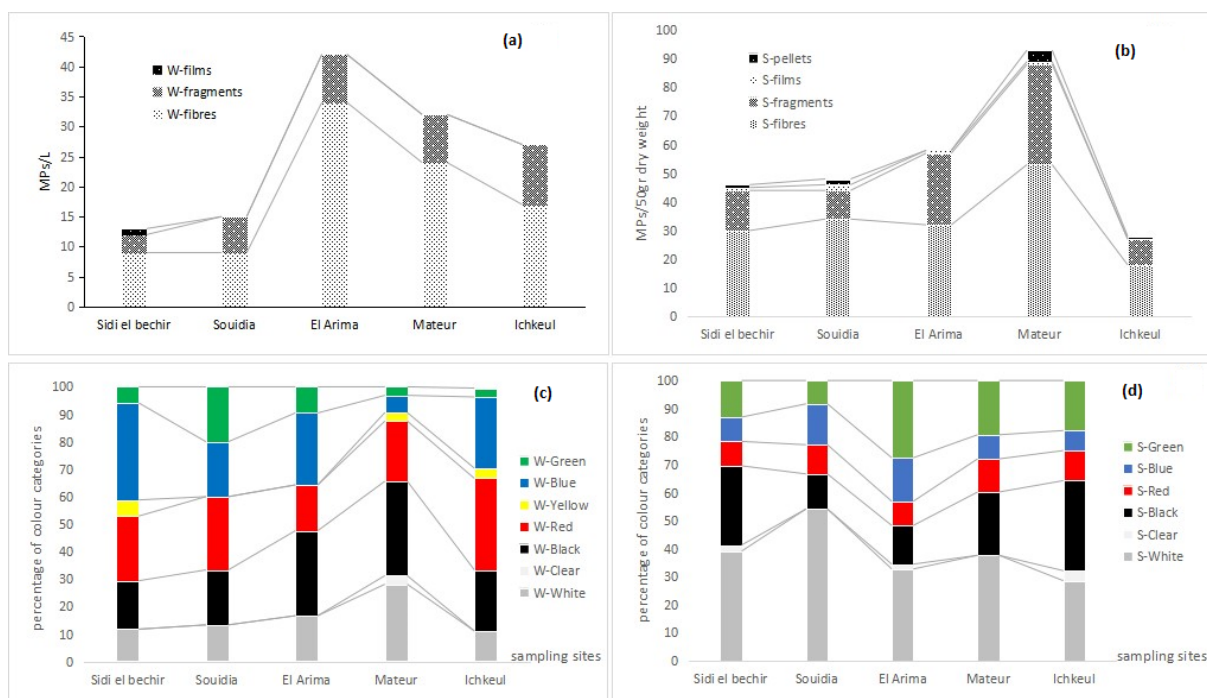 (a)
45
40
35
30
25
20
15
10
5
0
MPs/L
W-films
W-fragments
W-fibres
Sidi el bechir Souidia El Arima Mateur Ichkeul
(b)
100
90
80
70
60
50
40
30
20
10
0
MPs/50gr dry weight
S-pellets
S-films
S-fragments
S-fibres
Sidi el bechir Souidia El Arima Mateur Ichkeul
(c)
100
90
80
70
60
50
40
30
20
10
0
percentage of colour categories
W-Green
W-Blue
W-Yellow
W-Red
W-Black
W-Clear
W-White
sampling sites
Sidi el bechir Souidia El Arima Mateur Ichkeul
(d)
100
90
80
70
60
50
40
30
20
10
0
percentage of colour categories
S-Green
S-Blue
S-Red
S-Black
S-Clear
S-White
sampling sites
Sidi el bechir Souidia El Arima Mateur Ichkeul